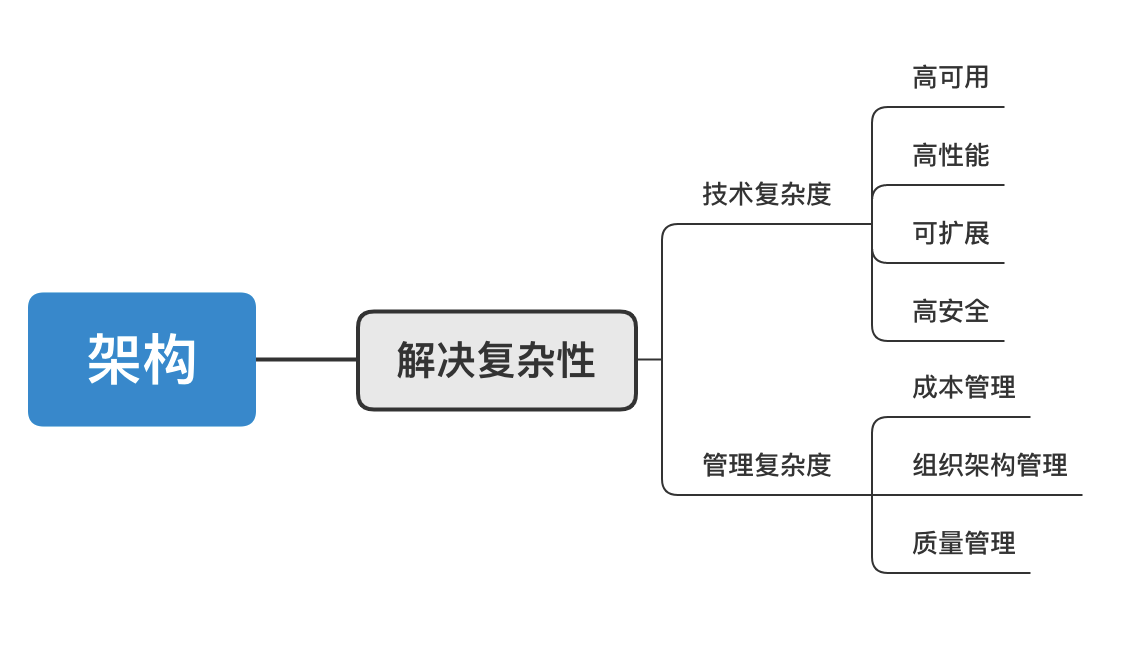 架构
解决复杂性
技术复杂度
高可用
高性能
可扩展
高安全
管理复杂度
成本管理
组织架构管理
质量管理